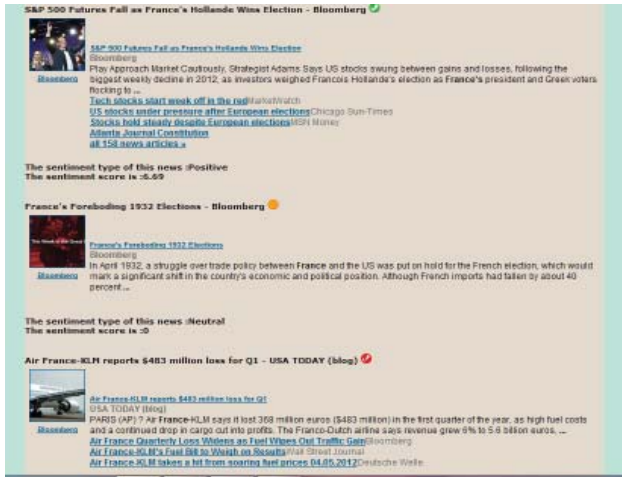 S&P 500 Futures Fall as France's Hollande Wins Election - Bloomberg
S&P 500 Futures Fall as France's Hollande Wins Election
Bloomberg
Play Approach Market Cautiously, Strategist Adams Says US stocks swung between gains and losses, following the
Bloomberg
biggest weekly decline in 2012, as investors weighed Francois Hollande's election as France's president and Greek voters
flocking to ...
Tech stocks start week off in the redMarketWatch
US stocks under pressure after European electionsChicago Sun-Times
Stocks hold steady despite European electionsMSN Money
Atlanta Journal Constitution
all 158 news articles »
The sentiment type of this news :Positive
The sentiment score is :6.69
France's Foreboding 1932 Elections - Bloomberg
France's Foreboding 1932 Elections
Bloomberg
In April 1932, a struggle over trade policy between France and the US was put on hold for the French election, which would
Bloomberg
mark a significant shift in the country's economic and political position. Although French imports had fallen by about 40
percent ...
The sentiment type of this news :Neutral
The sentiment score is :0
Air France-KLM reports $483 million loss for Q1 - USA TODAY (blog)
Air France-KLM reports $483 million loss for Q1
USA TODAY (blog)
PARIS (AP) ? Air France-KLM says it lost 368 million euros ($483 million) in the first quarter of the year, as high fuel costs
Bloomberg
and a continued drop in cargo cut into profits. The Franco-Dutch airline says revenue grew 6% to 5.6 billion euros, ...
Air France Quarterly Loss Widens as Fuel Wipes Out Traffic GainBloomberg
Air France-KLM's Fuel Bill to Weigh on ResultsWall Street Journal
Air France-KLM takes a hit from soaring fuel prices 04.05.2012Deutsche Welle